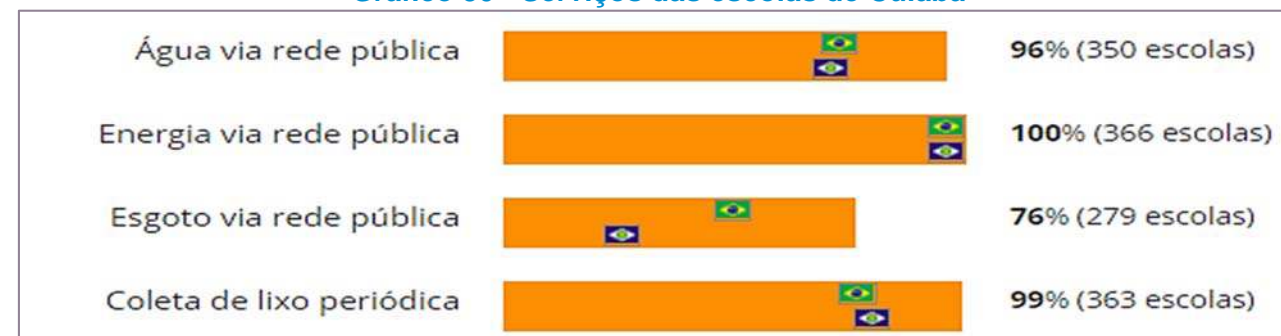 Água via rede pública 96% (350 escolas)
Energia via rede pública 100% (366 escolas)
Esgoto via rede pública 76% (279 escolas)
Coleta de lixo periódica 99% (363 escolas)